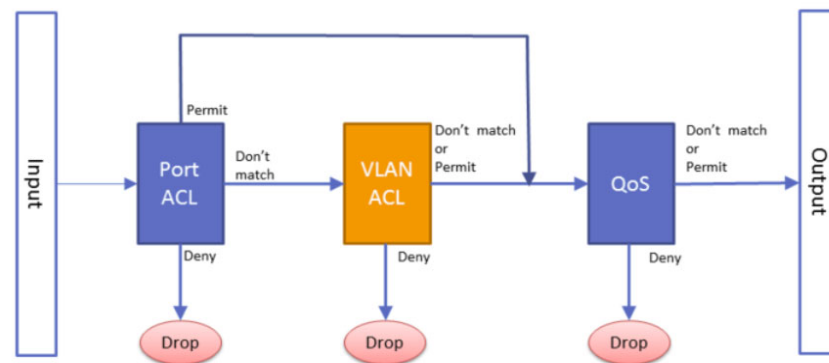 Input
Permit
Port
ACL
Don't
match
Deny
Drop
VLAN
ACL
Don't match
or
Permit
Deny
Drop
QoS
Don't match
or
Permit
Deny
Drop
Output